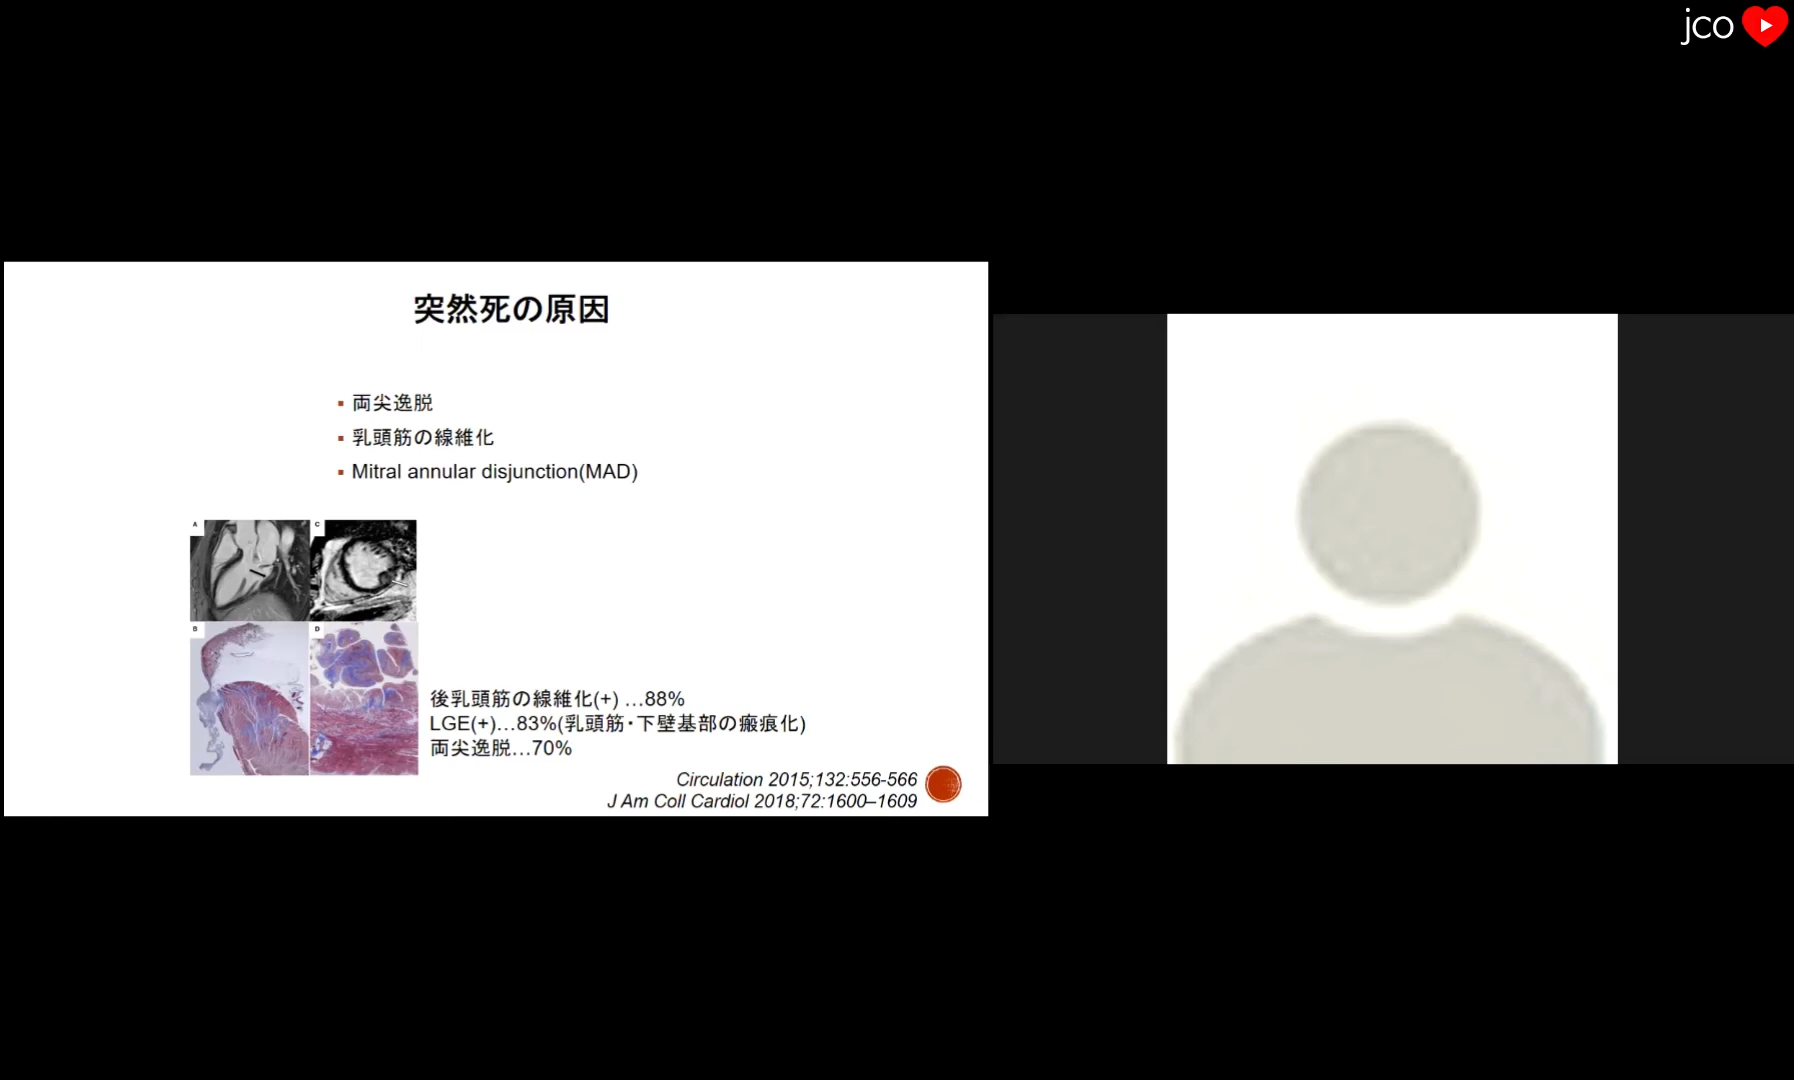 jco
突然死の原因
両尖逸脱
乳頭筋の線維化
Mitral annular disjunction(MAD)
A
C
B
D
後乳頭筋の線維化(+) …88%
LGE(+)…83%(乳頭筋・下壁基部の瘢痕化)
両尖逸脱…70%
Circulation 2015;132:556-566
J Am Coll Cardiol 2018;72:1600–1609